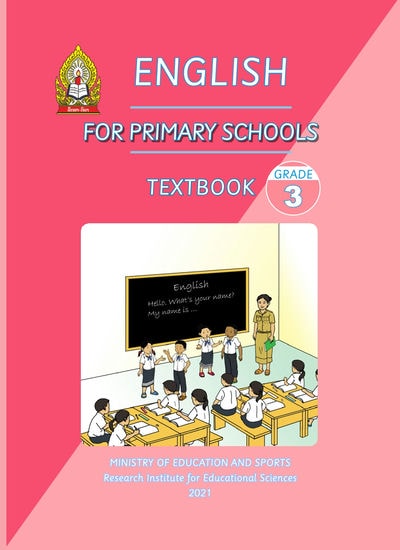 ENGLISH
FOR PRIMARY SCHOOLS
TEXTBOOK
GRADE
3
English
Hello. What's your name?
My name is ...
MINISTRY OF EDUCATION AND SPORTS
Research Institute for Educational Sciences
2021